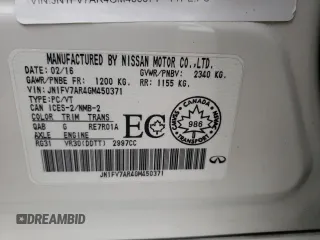 MANUFACTURED BY NISSAN MOTOR CO.,LTD.
DATE: 02/16 GVWR/PNBV: 2340 KG.
GAWR/PNBE FR: 1200 KG. RR: 1155 KG.
VIN: JN1FV7AR4GM450371
TYPE:PC/VT
CAN ICES-2/NMB-2
COLOR TRIM TRANS
QAB G RE7R01A
AXLE ENGINE
RG31 VR30(DDTT) 2997CC
EC
CANADA
986
JN1FV7AR4GM450371
DREAMBID